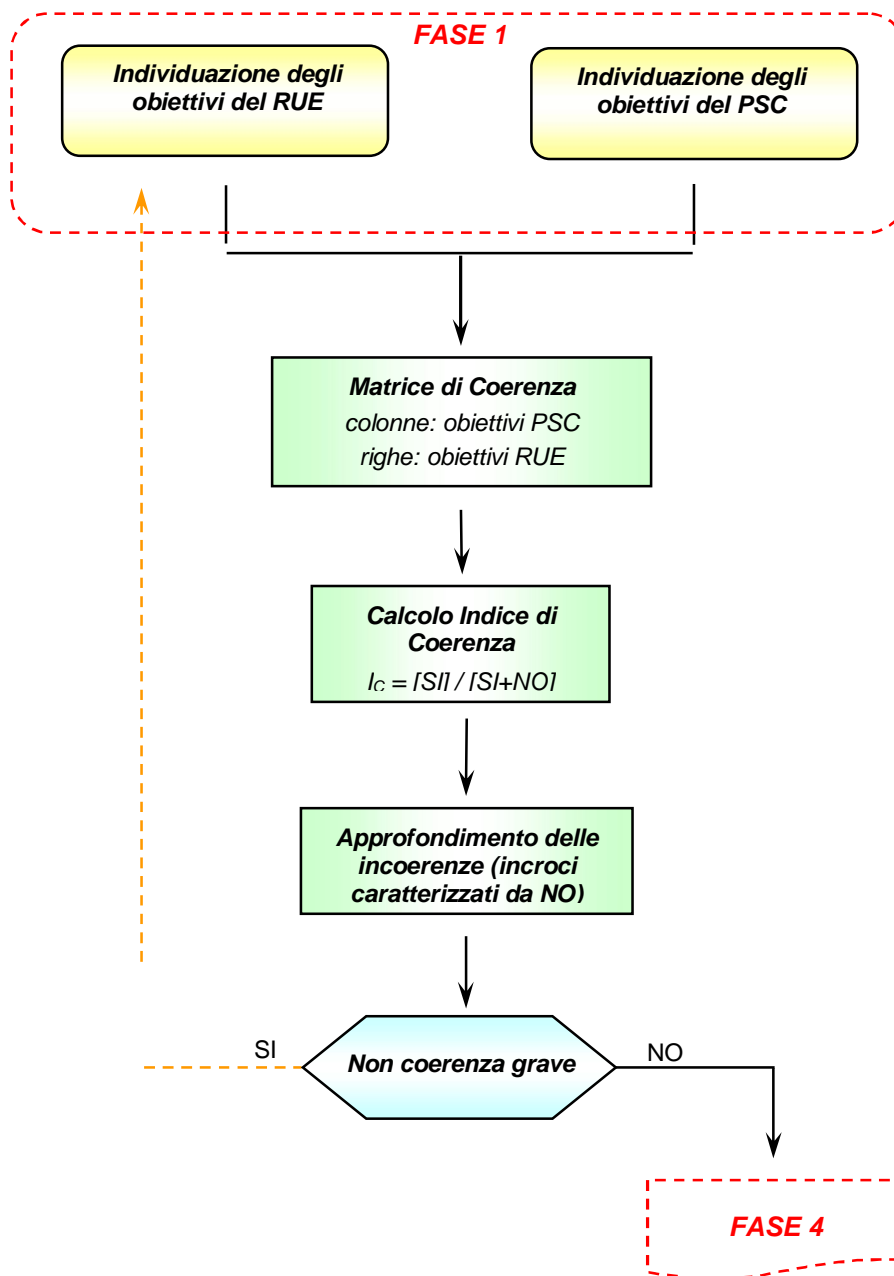 FASE 1
Individuazione degli
obiettivi del RUE
Individuazione degli
obiettivi del PSC
Matrice di Coerenza
colonne: obiettivi PSC
righe: obiettivi RUE
Calcolo Indice di
Coerenza
IC = [SI] / [SI+NO]
Approfondimento delle
incoerenze (incroci
caratterizzati da NO)
SI
Non coerenza grave
NO
FASE 4